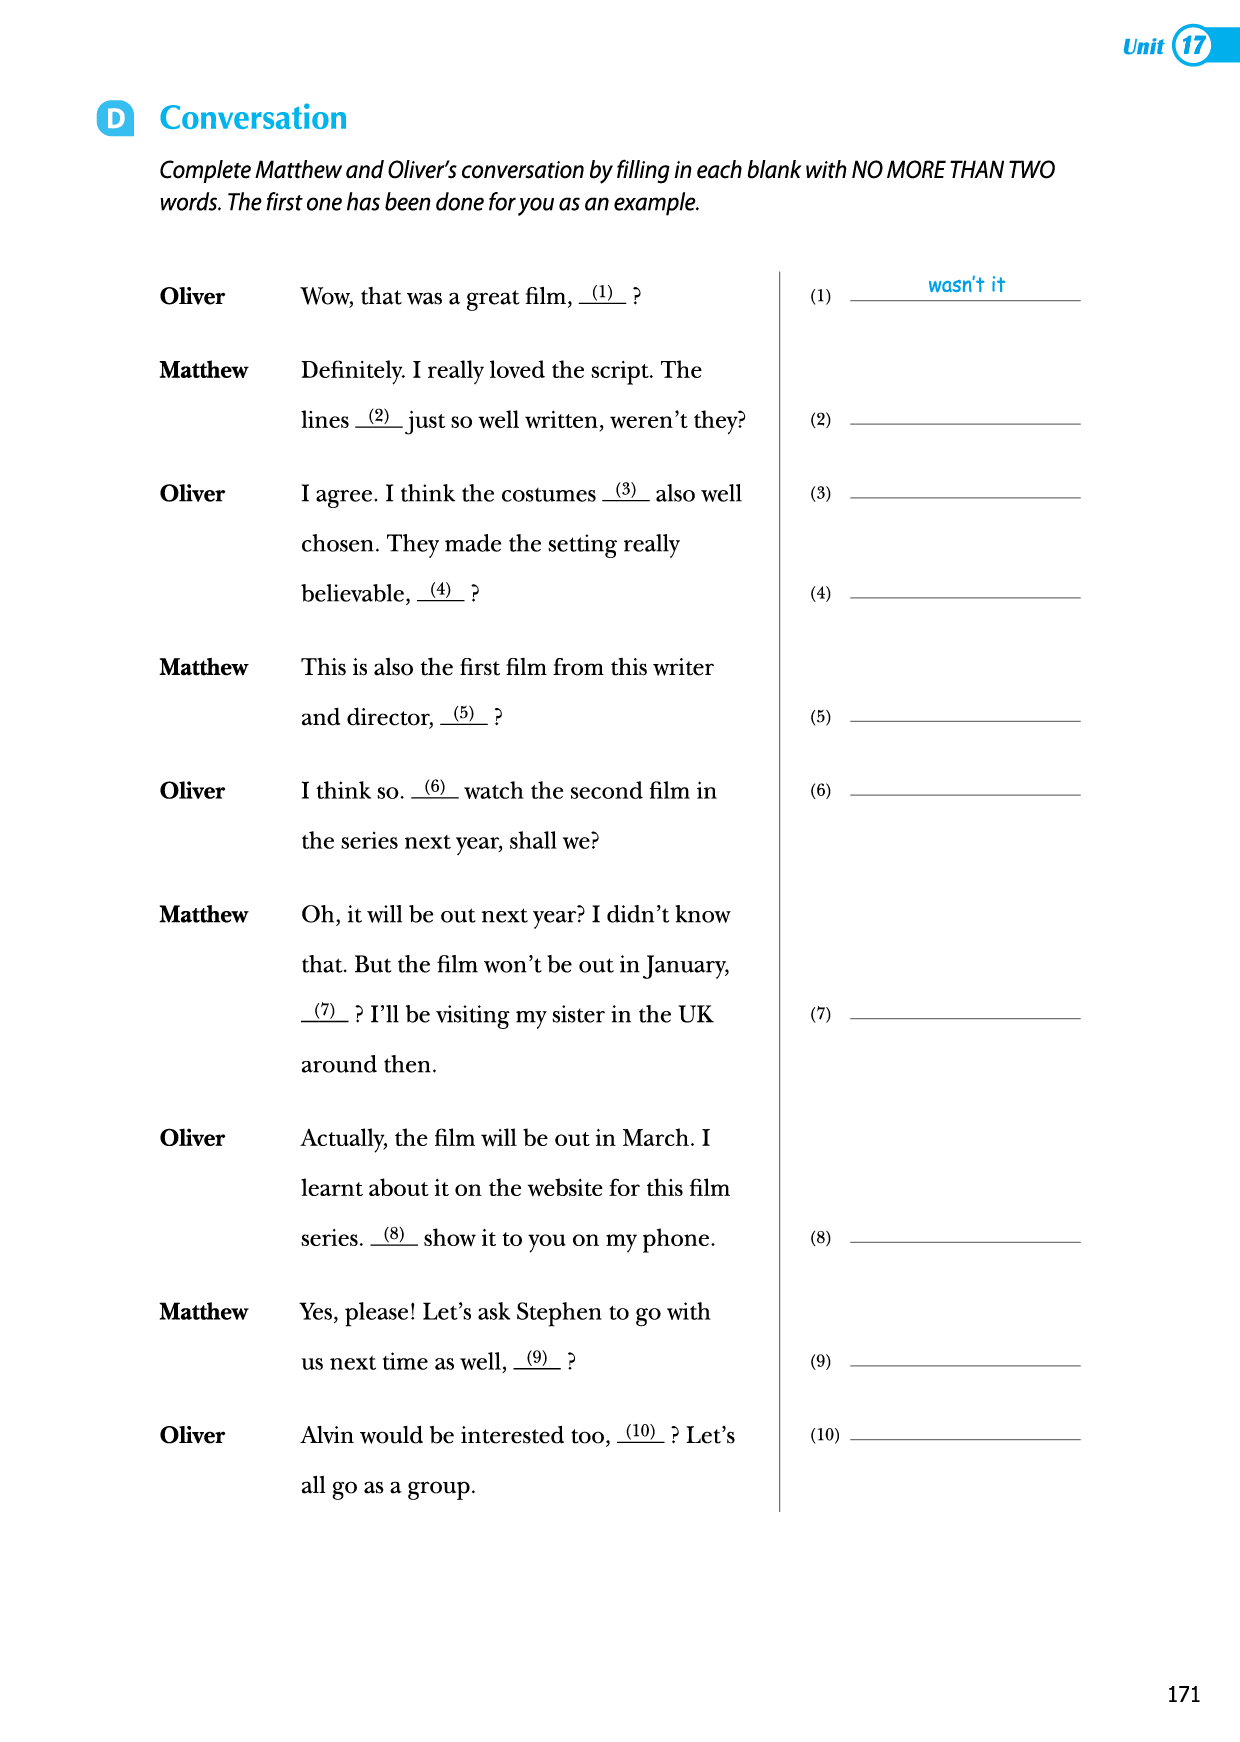 Unit 17
D Conversation
Complete Matthew and Oliver's conversation by filling in each blank with NO MORE THAN TWO
words. The first one has been done for you as an example.
Oliver Wow, that was a great film, (1) ? (1) wasn't it
Matthew Definitely. I really loved the script. The
lines (2) just so well written, weren't they? (2)
Oliver I agree. I think the costumes (3) also well (3)
chosen. They made the setting really
believable, (4) ? (4)
Matthew This is also the first film from this writer
and director, (5) ? (5)
Oliver I think so. (6) watch the second film in (6)
the series next year, shall we?
Matthew Oh, it will be out next year? I didn't know
that. But the film won't be out in January,
(7) ? I'll be visiting my sister in the UK (7)
around then.
Oliver Actually, the film will be out in March. I
learnt about it on the website for this film
series. (8) show it to you on my phone. (8)
Matthew Yes, please! Let's ask Stephen to go with
us next time as well, (9) ? (9)
Oliver Alvin would be interested too, (10) ? Let's (10)
all go as a group.
171